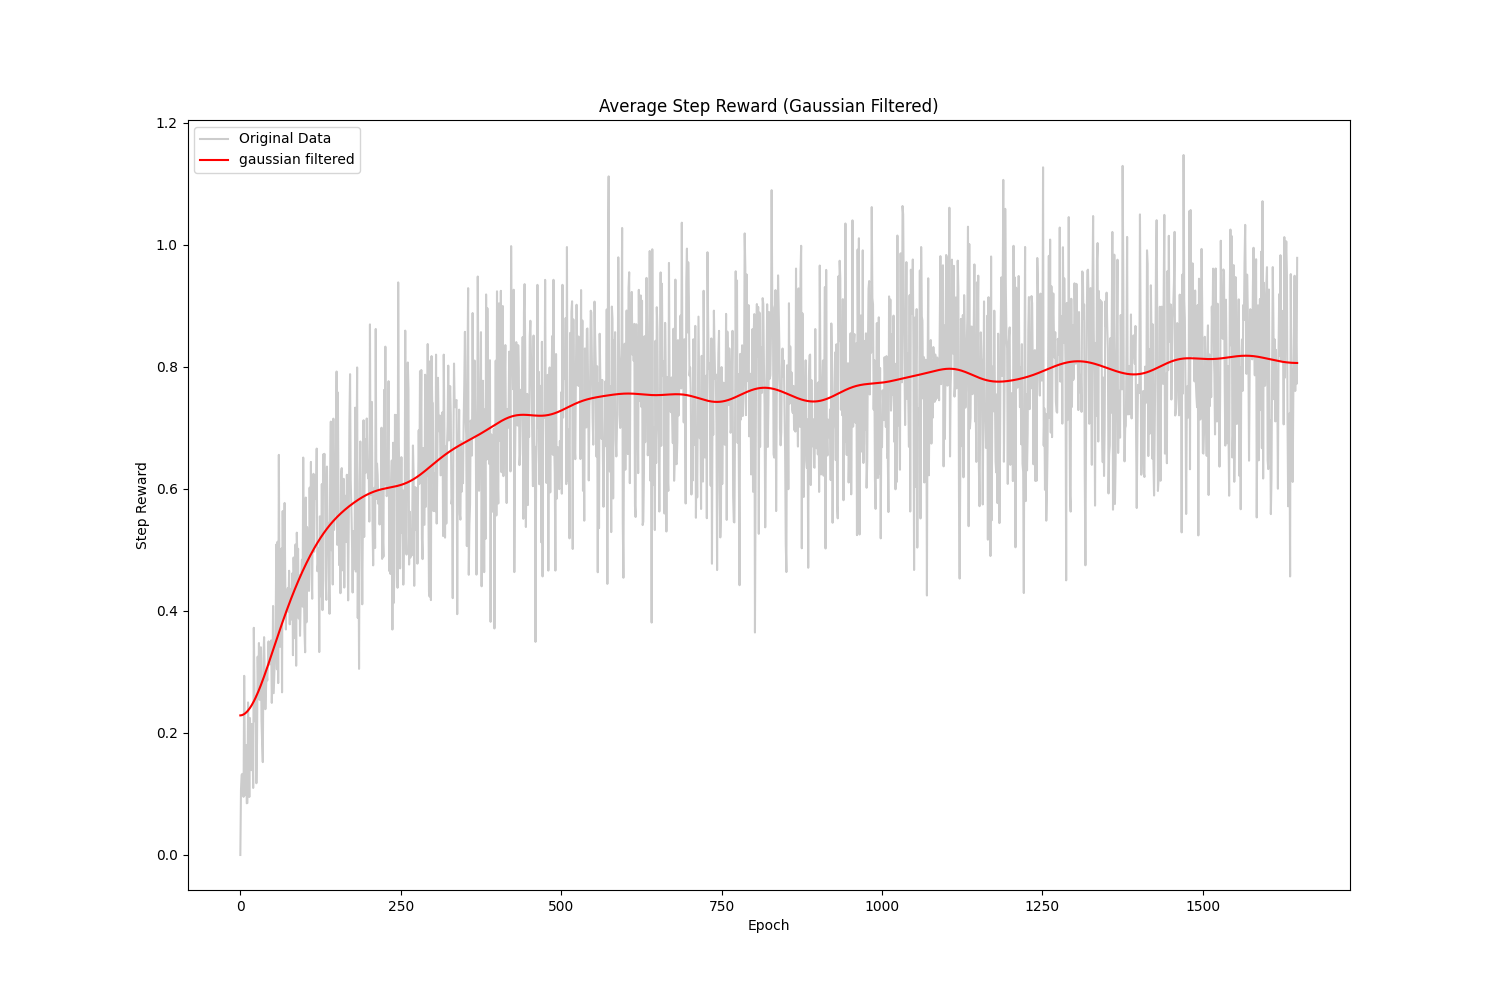 Average Step Reward (Gaussian Filtered)
Original Data
gaussian filtered
1.2
1.0
0.8
0.6
0.4
0.2
0.0
Step Reward
0 250 500 750 1000 1250 1500
Epoch